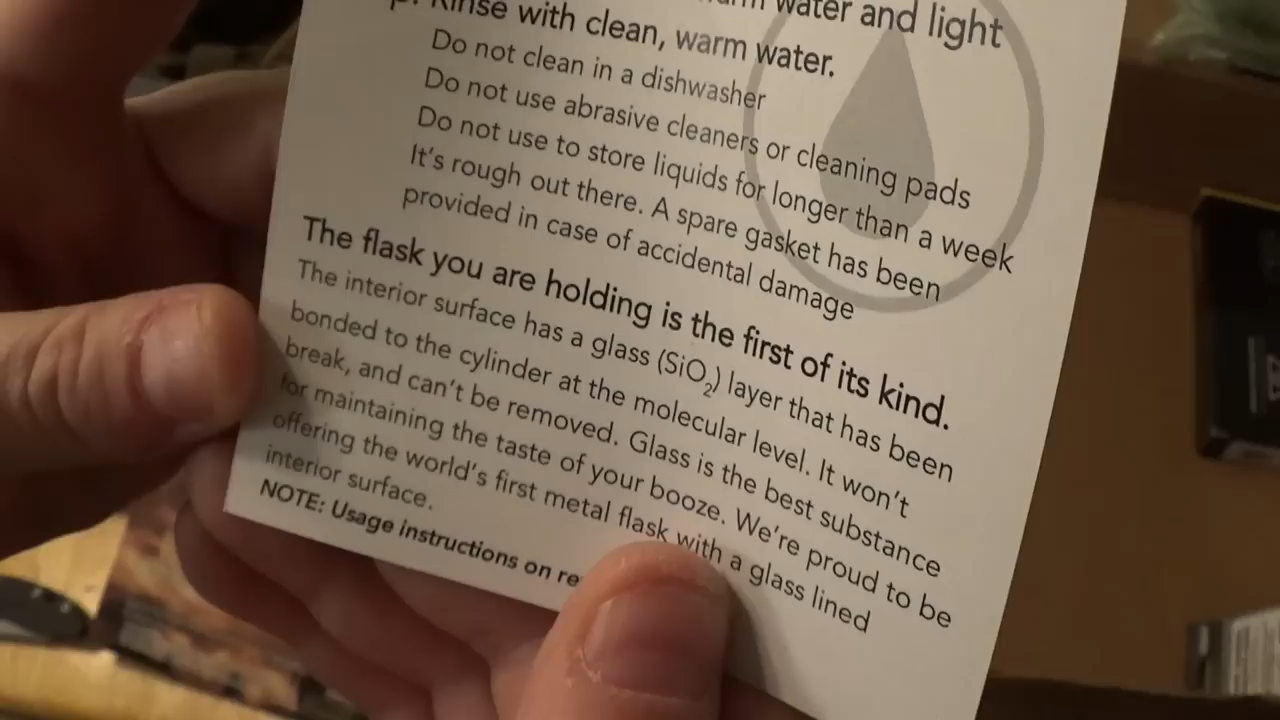 water and light
Rinse with clean, warm water.
Do not clean in a dishwasher
Do not use abrasive cleaners or cleaning pads
Do not use to store liquids for longer than a week
It's rough out there. A spare gasket has been
provided in case of accidental damage
The flask you are holding is the first of its kind.
The interior surface has a glass (SiO₂) layer that has been
bonded to the cylinder at the molecular level. It won't
break, and can't be removed. Glass is the best substance
for maintaining the taste of your booze. We're proud to be
offering the world's first metal flask with a glass lined
interior surface.
NOTE: Usage instructions on